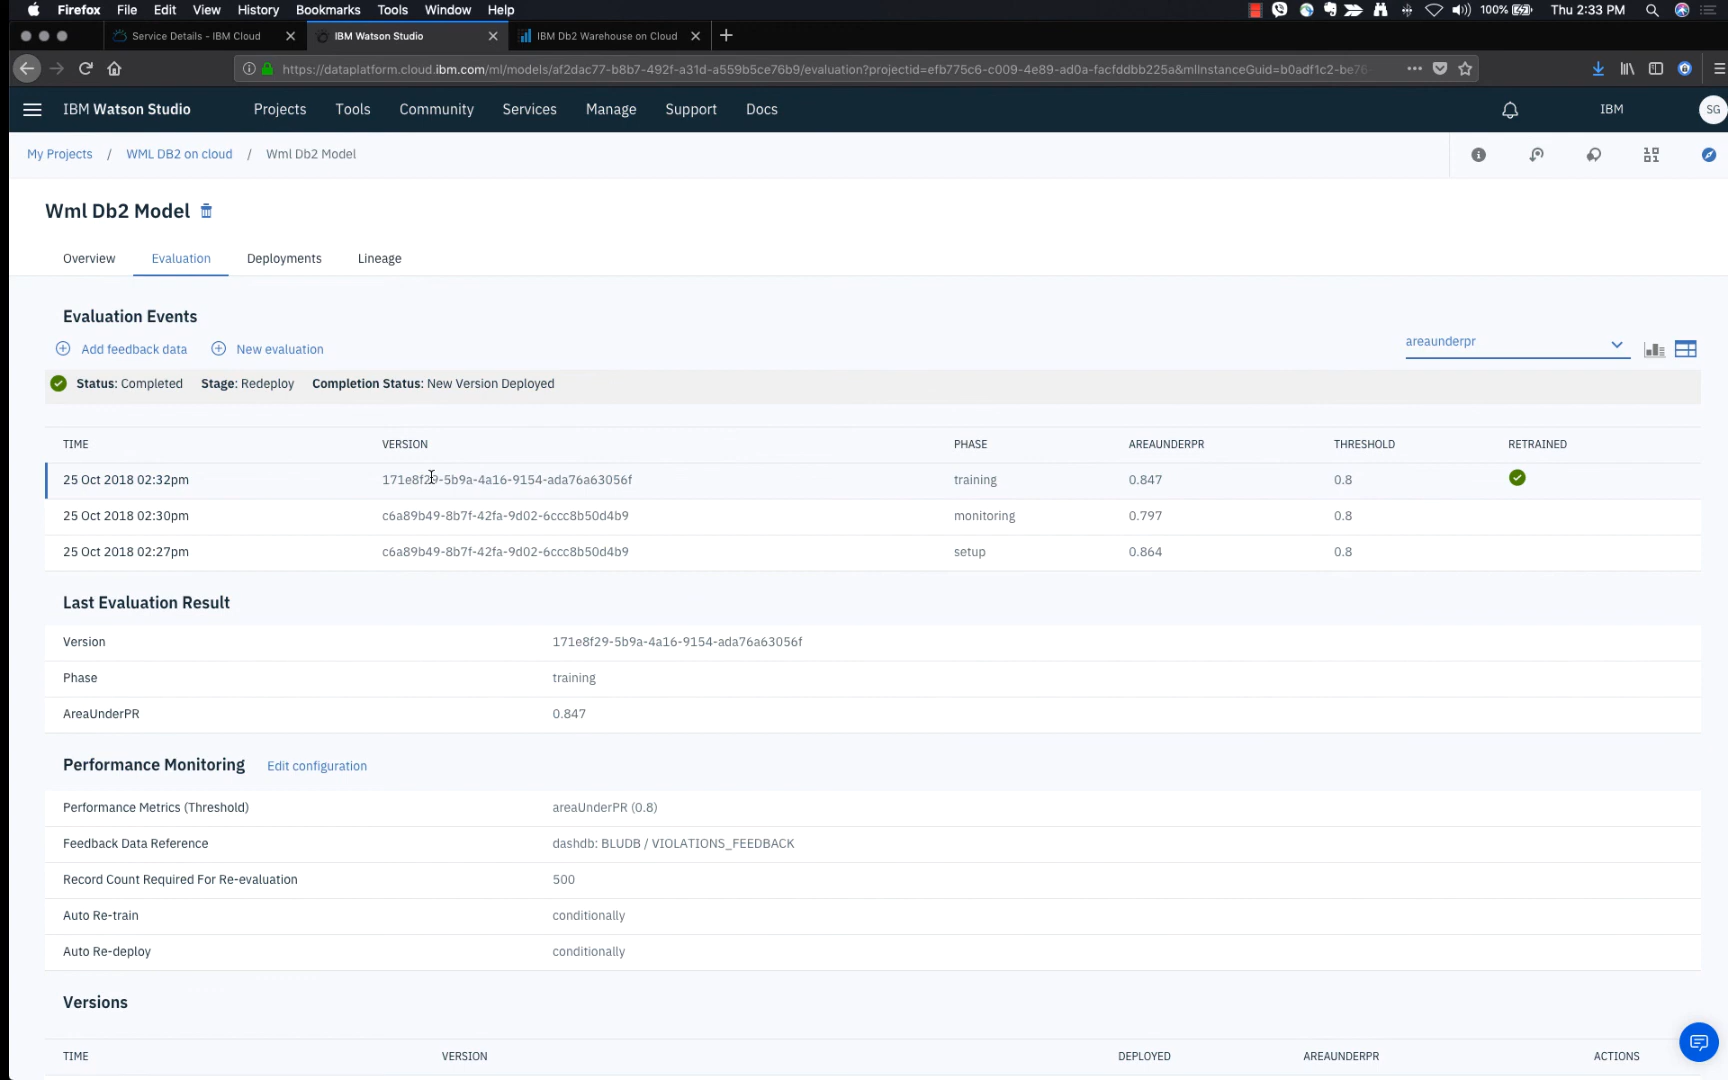 Firefox File Edit View History Bookmarks Tools Window Help 100% Thu 2:33 PM
Service Details - IBM Cloud IBM Watson Studio IBM Db2 Warehouse on Cloud
https://dataplatform.cloud.ibm.com/ml/models/af2dac77-b8b7-492f-a31d-a559b5ce76b9/evaluation?projectid=efb775c6-c009-4e89-ad0a-facfddbb225a&mlInstanceGuid=b0adf1c2-be76-
IBM Watson Studio Projects Tools Community Services Manage Support Docs IBM SG
My Projects / WML DB2 on cloud / Wml Db2 Model
Wml Db2 Model
Overview Evaluation Deployments Lineage
Evaluation Events
Add feedback data New evaluation areaunderpr
Status: Completed Stage: Redeploy Completion Status: New Version Deployed
TIME VERSION PHASE AREAUNDERPR THRESHOLD RETRAINED
25 Oct 2018 02:32pm 171e8f29-5b9a-4a16-9154-ada76a63056f training 0.847 0.8
25 Oct 2018 02:30pm c6a89b49-8b7f-42fa-9d02-6ccc8b50d4b9 monitoring 0.797 0.8
25 Oct 2018 02:27pm c6a89b49-8b7f-42fa-9d02-6ccc8b50d4b9 setup 0.864 0.8
Last Evaluation Result
Version 171e8f29-5b9a-4a16-9154-ada76a63056f
Phase training
AreaUnderPR 0.847
Performance Monitoring Edit configuration
Performance Metrics (Threshold) areaUnderPR (0.8)
Feedback Data Reference dashdb: BLUDB / VIOLATIONS_FEEDBACK
Record Count Required For Re-evaluation 500
Auto Re-train conditionally
Auto Re-deploy conditionally
Versions
TIME VERSION DEPLOYED AREAUNDERPR ACTIONS